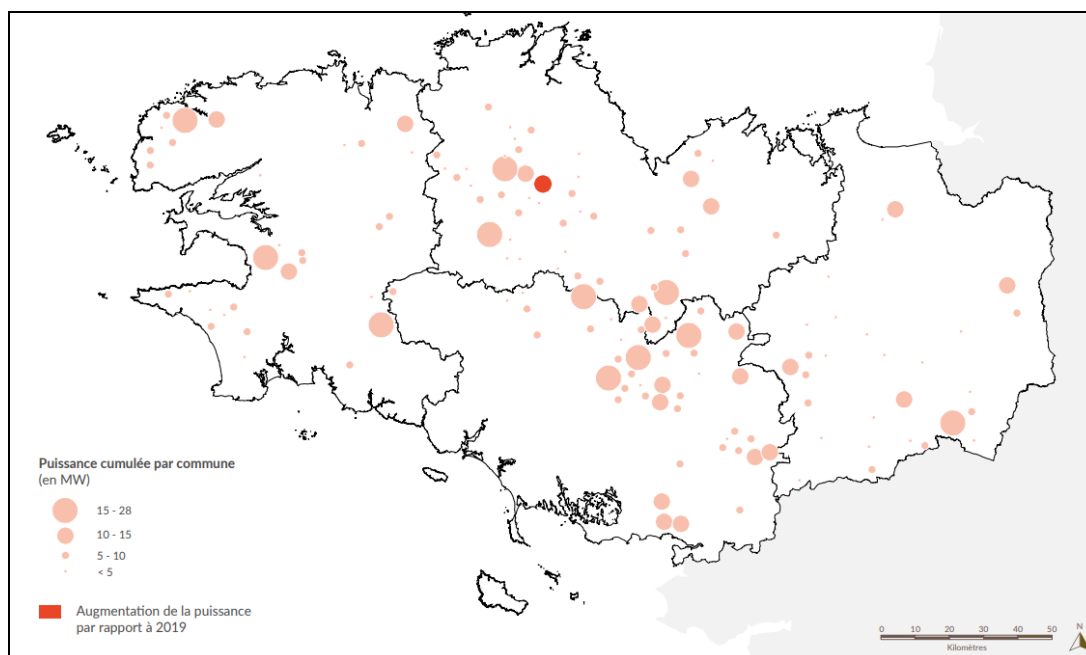 Puissance cumulée par commune
(en MW)
15 - 28
10 - 15
5 - 10
< 5
Augmentation de la puissance
par rapport à 2019
0 10 20 30 40 50
Kilomètres
N